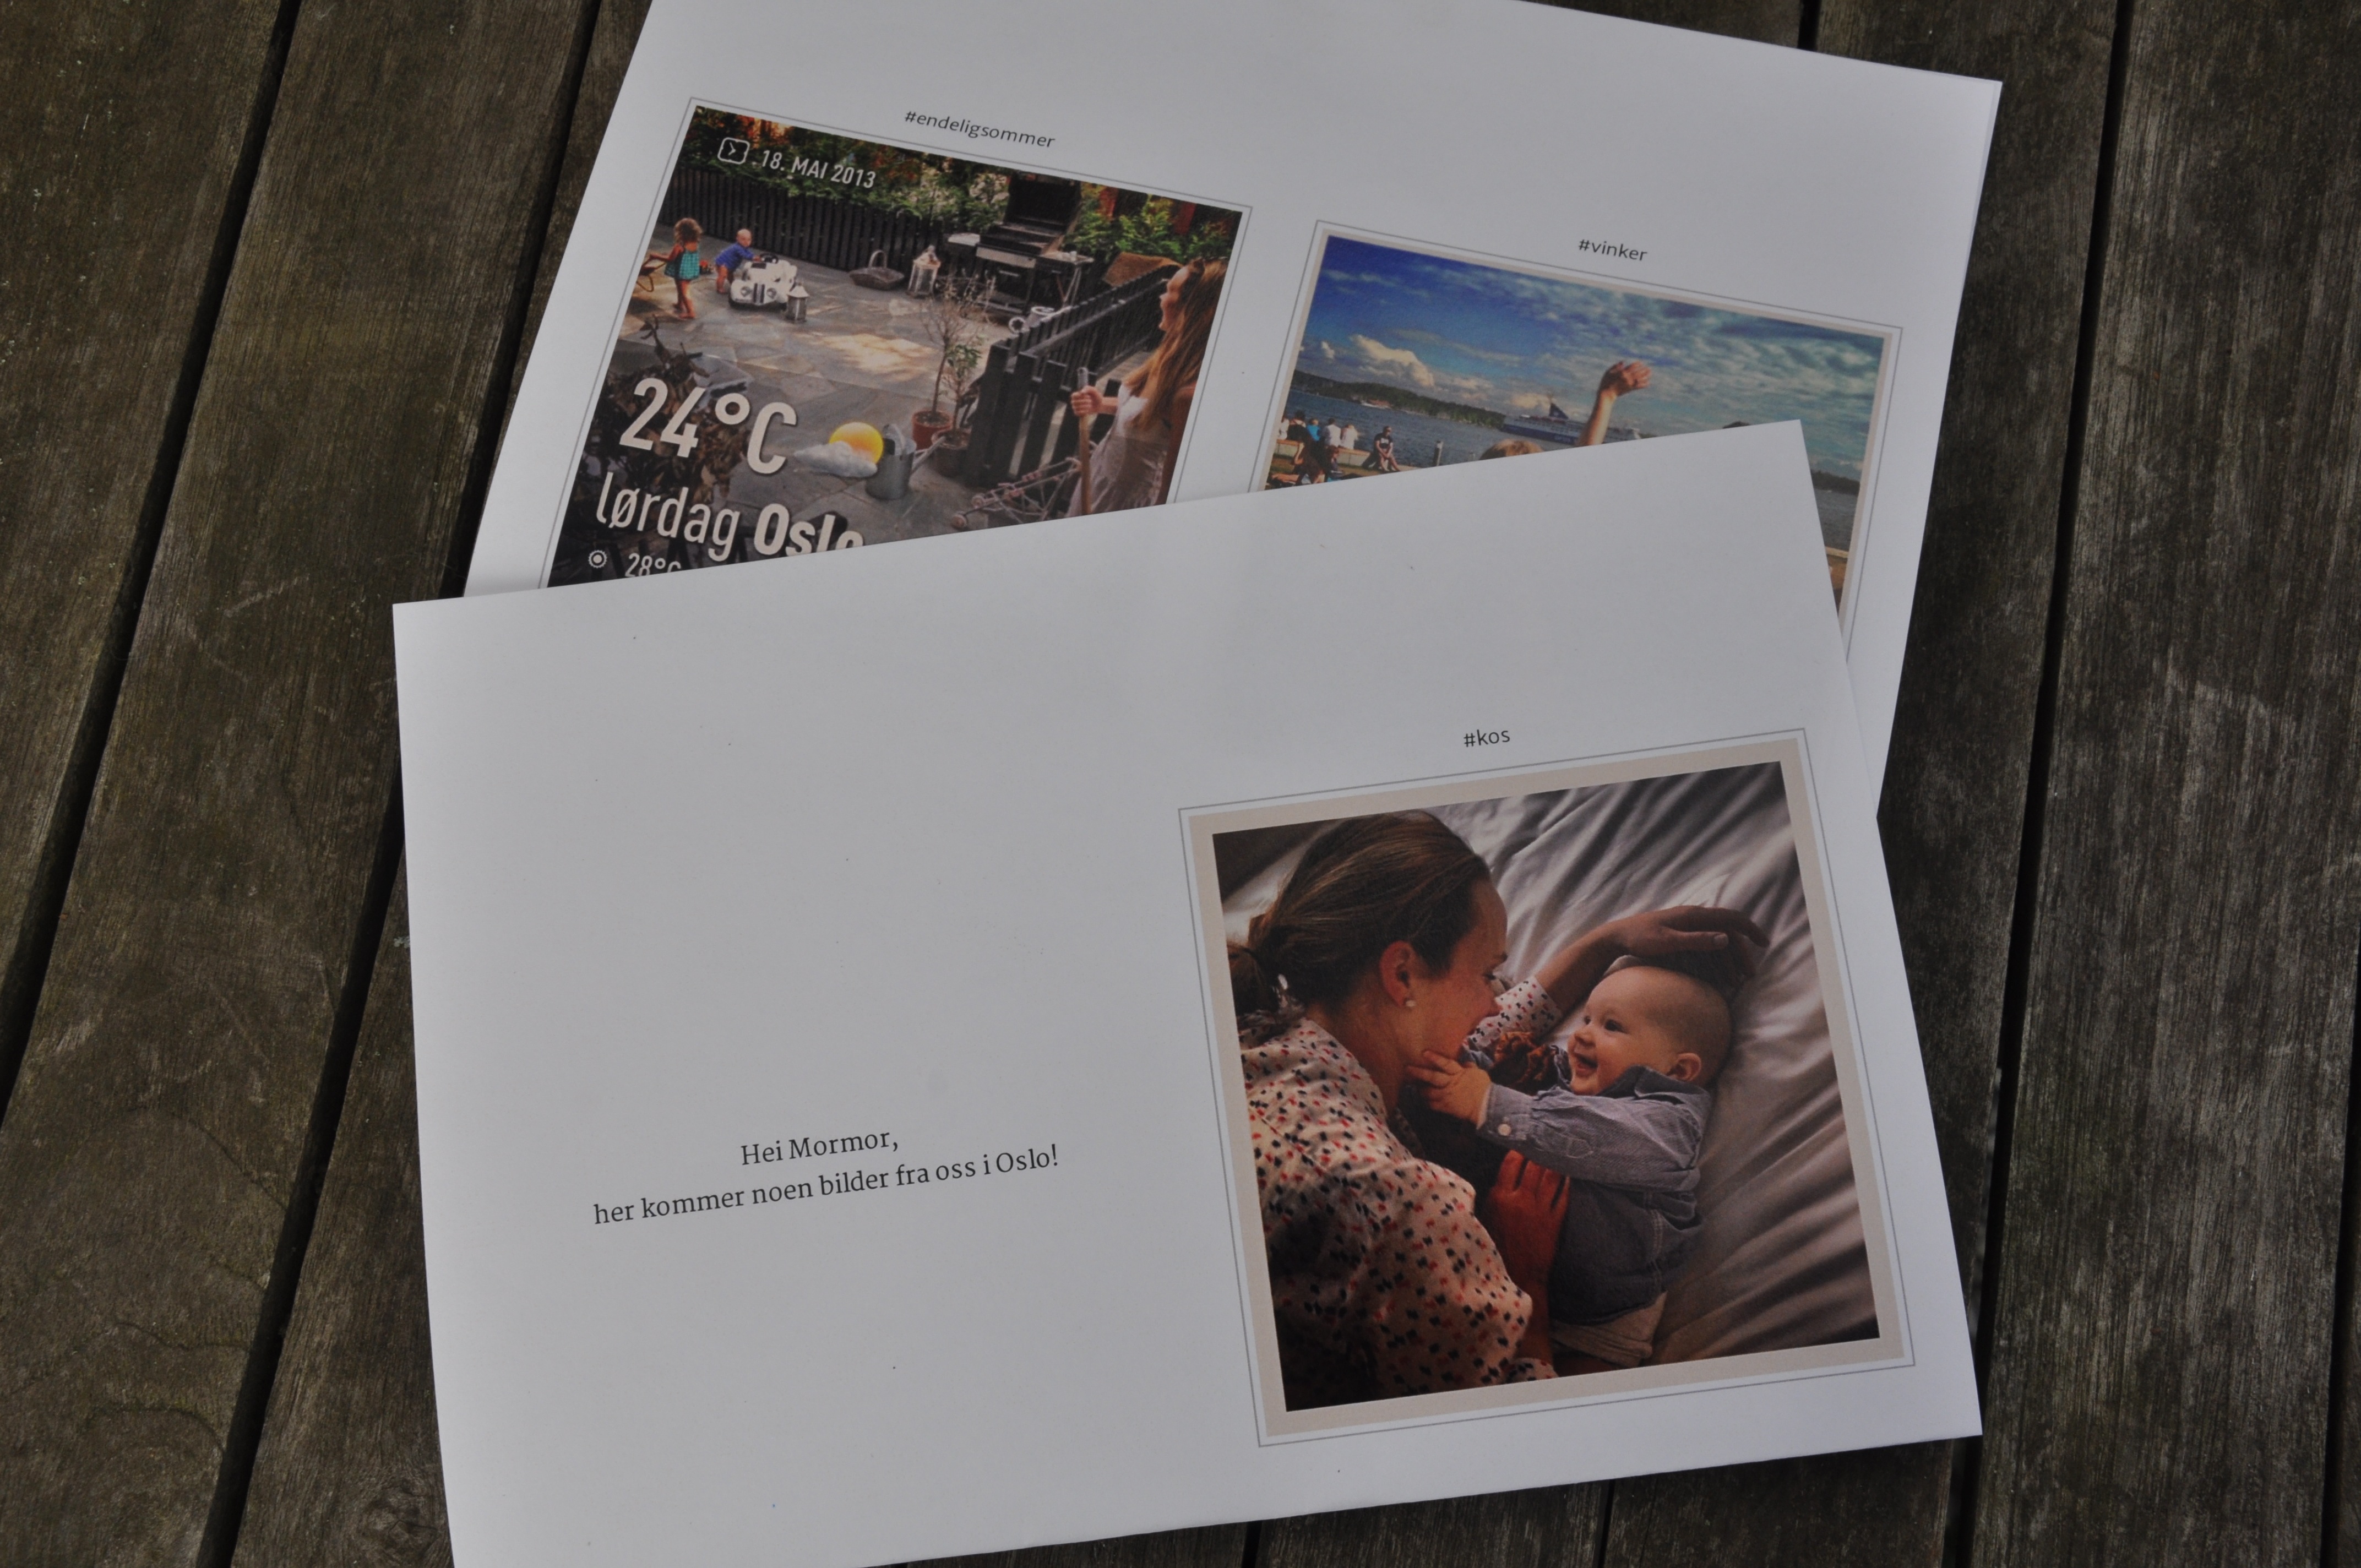 #endeligsommer
18. MAI 2013
24°C
lørdag Oslo
28°C
#vinker
#kos
Hei Mormor,
her kommer noen bilder fra oss i Oslo!